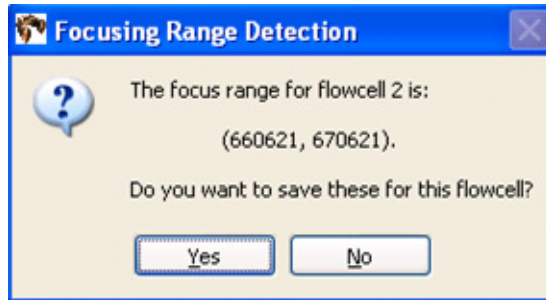 Focusing Range Detection
The focus range for flowcell 2 is:
(660621, 670621).
Do you want to save these for this flowcell?
Yes
No